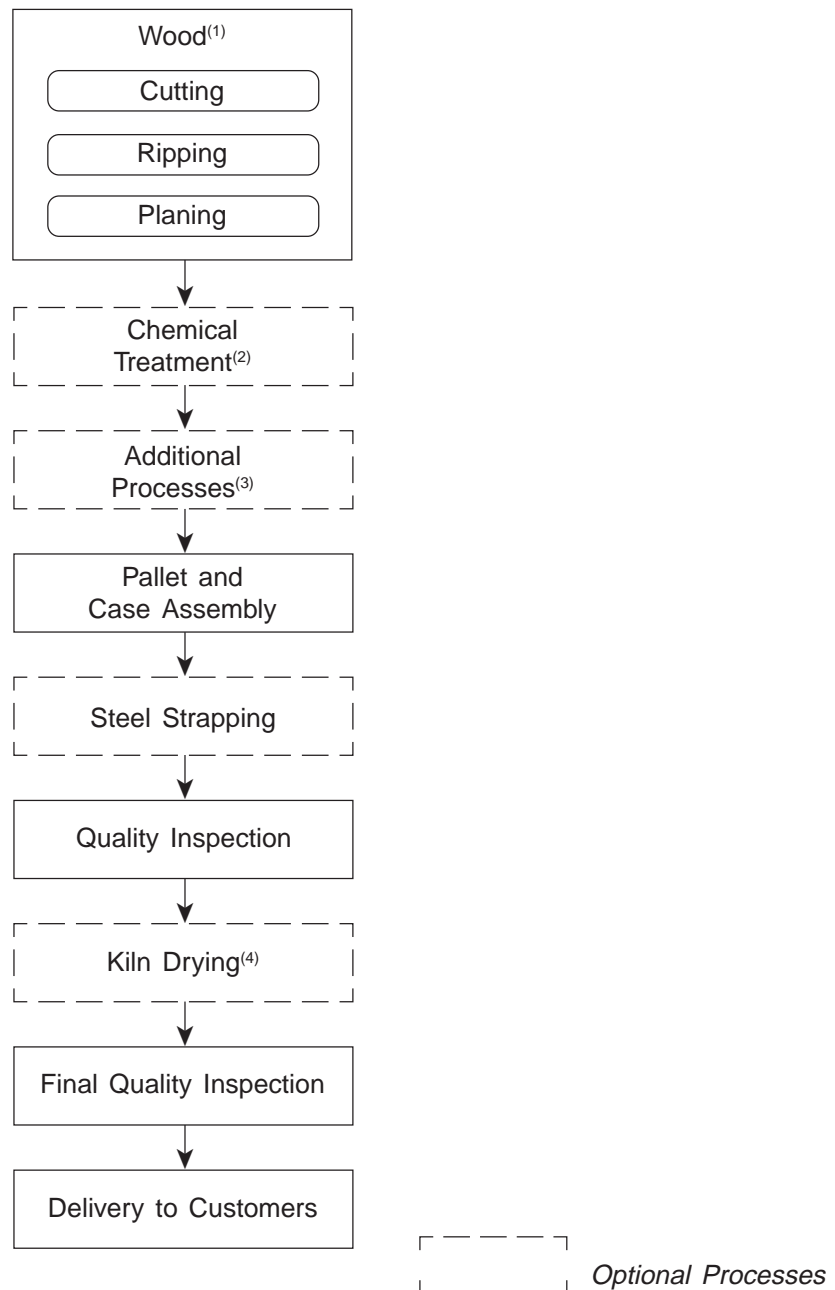 Wood(1)
Cutting
Ripping
Planing
Chemical
Treatment(2)
Additional
Processes(3)
Pallet and
Case Assembly
Steel Strapping
Quality Inspection
Kiln Drying(4)
Final Quality Inspection
Delivery to Customers
Optional Processes